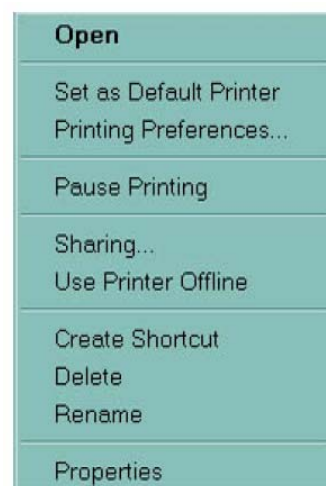 Open
Set as Default Printer
Printing Preferences...
Pause Printing
Sharing...
Use Printer Offline
Create Shortcut
Delete
Rename
Properties